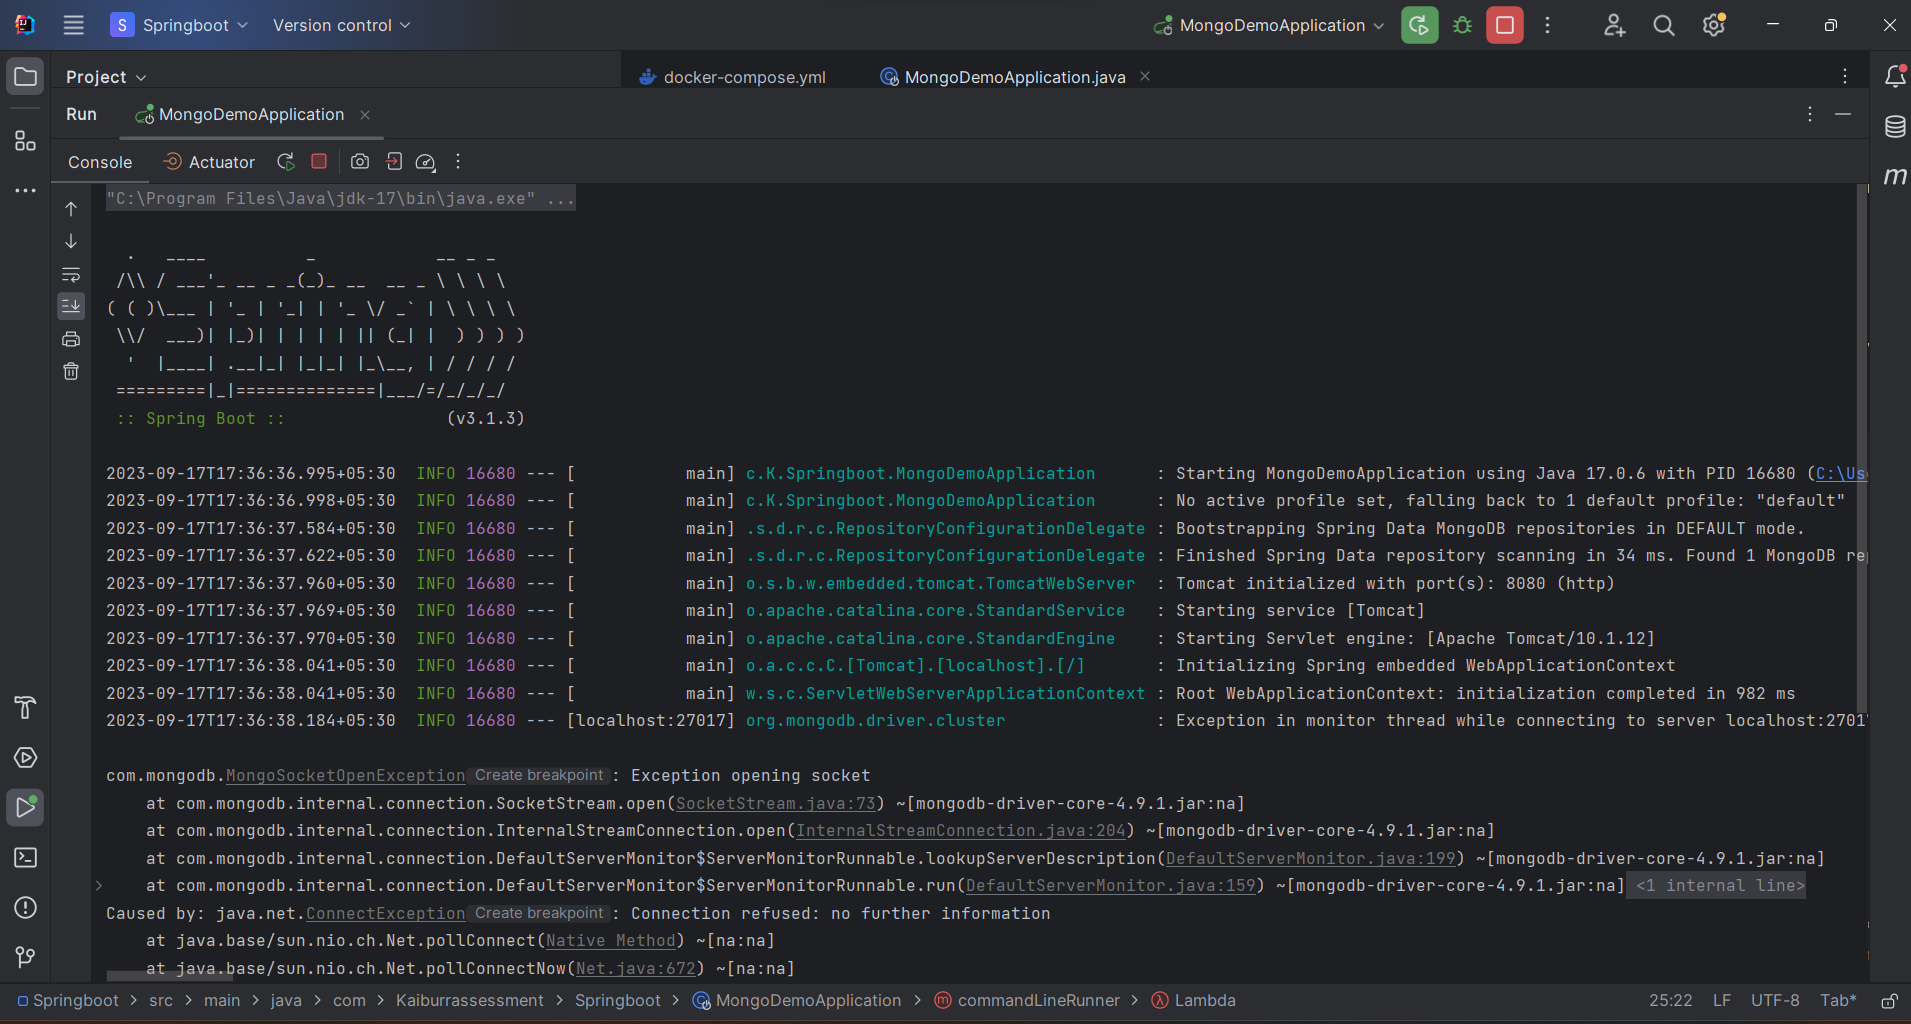 S Springboot Version control MongoDemoApplication
Project docker-compose.yml MongoDemoApplication.java
Run MongoDemoApplication
Console Actuator
"C:\Program Files\Java\jdk-17\bin\java.exe" ...
  .   ____          _            __ _ _
 /\\ / ___'_ __ _ _(_)_ __  __ _ \ \ \ \
( ( )\___ | '_ | '_| | '_ \/ _` | \ \ \ \
 \\/  ___)| |_)| | | | | || (_| |  ) ) ) )
  '  |____| .__|_| |_|_| |_\__, | / / / /
 =========|_|==============|___/=/_/_/_/
 :: Spring Boot ::                (v3.1.3)
2023-09-17T17:36:36.995+05:30  INFO 16680 --- [           main] c.K.Springboot.MongoDemoApplication      : Starting MongoDemoApplication using Java 17.0.6 with PID 16680 (C:\Us
2023-09-17T17:36:36.998+05:30  INFO 16680 --- [           main] c.K.Springboot.MongoDemoApplication      : No active profile set, falling back to 1 default profile: "default"
2023-09-17T17:36:37.584+05:30  INFO 16680 --- [           main] .s.d.r.c.RepositoryConfigurationDelegate : Bootstrapping Spring Data MongoDB repositories in DEFAULT mode.
2023-09-17T17:36:37.622+05:30  INFO 16680 --- [           main] .s.d.r.c.RepositoryConfigurationDelegate : Finished Spring Data repository scanning in 34 ms. Found 1 MongoDB rep
2023-09-17T17:36:37.960+05:30  INFO 16680 --- [           main] o.s.b.w.embedded.tomcat.TomcatWebServer  : Tomcat initialized with port(s): 8080 (http)
2023-09-17T17:36:37.969+05:30  INFO 16680 --- [           main] o.apache.catalina.core.StandardService   : Starting service [Tomcat]
2023-09-17T17:36:37.970+05:30  INFO 16680 --- [           main] o.apache.catalina.core.StandardEngine    : Starting Servlet engine: [Apache Tomcat/10.1.12]
2023-09-17T17:36:38.041+05:30  INFO 16680 --- [           main] o.a.c.c.C.[Tomcat].[localhost].[/]       : Initializing Spring embedded WebApplicationContext
2023-09-17T17:36:38.041+05:30  INFO 16680 --- [           main] w.s.c.ServletWebServerApplicationContext : Root WebApplicationContext: initialization completed in 982 ms
2023-09-17T17:36:38.184+05:30  INFO 16680 --- [localhost:27017] org.mongodb.driver.cluster               : Exception in monitor thread while connecting to server localhost:27017
com.mongodb.MongoSocketOpenException Create breakpoint : Exception opening socket
    at com.mongodb.internal.connection.SocketStream.open(SocketStream.java:73) ~[mongodb-driver-core-4.9.1.jar:na]
    at com.mongodb.internal.connection.InternalStreamConnection.open(InternalStreamConnection.java:204) ~[mongodb-driver-core-4.9.1.jar:na]
    at com.mongodb.internal.connection.DefaultServerMonitor$ServerMonitorRunnable.lookupServerDescription(DefaultServerMonitor.java:199) ~[mongodb-driver-core-4.9.1.jar:na]
    at com.mongodb.internal.connection.DefaultServerMonitor$ServerMonitorRunnable.run(DefaultServerMonitor.java:159) ~[mongodb-driver-core-4.9.1.jar:na] <1 internal line>
Caused by: java.net.ConnectException Create breakpoint : Connection refused: no further information
    at java.base/sun.nio.ch.Net.pollConnect(Native Method) ~[na:na]
    at java.base/sun.nio.ch.Net.pollConnectNow(Net.java:672) ~[na:na]
Springboot > src > main > java > com > Kaiburrassessment > Springboot > MongoDemoApplication > commandLineRunner > Lambda 25:22 LF UTF-8 Tab*